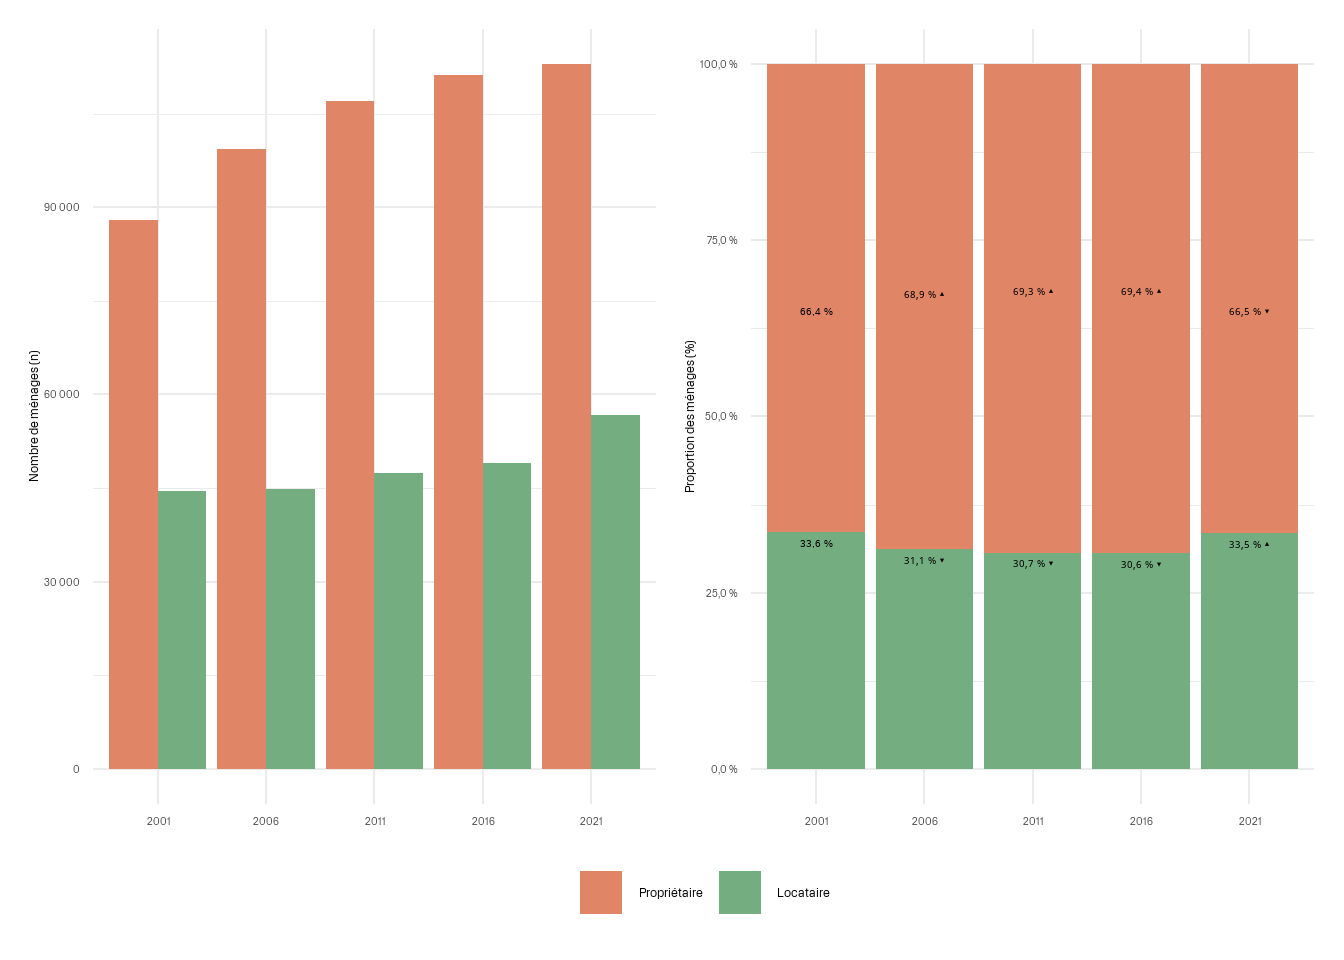 Nombre de ménages (n)
90 000
60 000
30 000
0
2001
2006
2011
2016
2021
Proportion des ménages (%)
100,0 %
75,0 %
50,0 %
25,0 %
0,0 %
66,4 %
68,9 % ▲
69,3 % ▲
69,4 % ▲
66,5 % ▼
33,6 %
31,1 % ▼
30,7 % ▼
30,6 % ▼
33,5 % ▲
2001
2006
2011
2016
2021
Propriétaire
Locataire